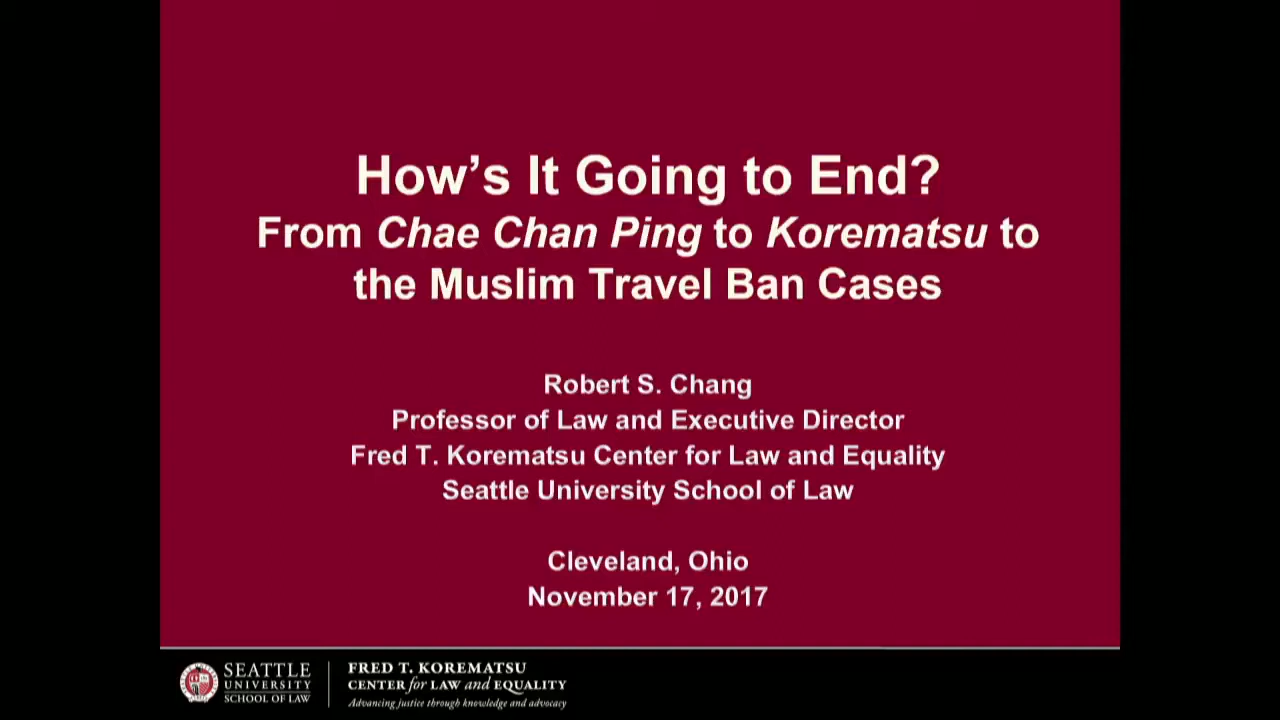 How's It Going to End?
From Chae Chan Ping to Korematsu to
the Muslim Travel Ban Cases
Robert S. Chang
Professor of Law and Executive Director
Fred T. Korematsu Center for Law and Equality
Seattle University School of Law
Cleveland, Ohio
November 17, 2017
SEATTLE
UNIVERSITY
SCHOOL OF LAW
FRED T. KOREMATSU
CENTER for LAW and EQUALITY
Advancing justice through knowledge and advocacy